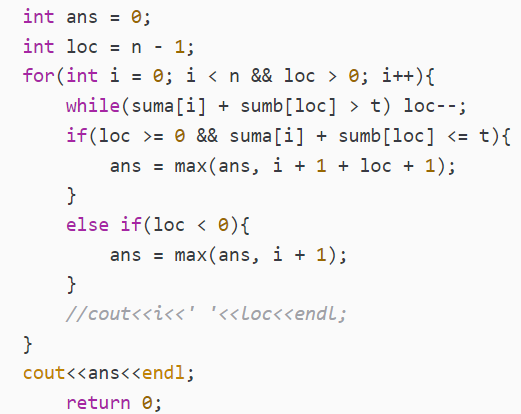 int ans = 0;
int loc = n - 1;
for(int i = 0; i < n && loc > 0; i++){
    while(suma[i] + sumb[loc] > t) loc--;
    if(loc >= 0 && suma[i] + sumb[loc] <= t){
        ans = max(ans, i + 1 + loc + 1);
    }
    else if(loc < 0){
        ans = max(ans, i + 1);
    }
    //cout<<i<<' '<<loc<<endl;
}
cout<<ans<<endl;
    return 0;